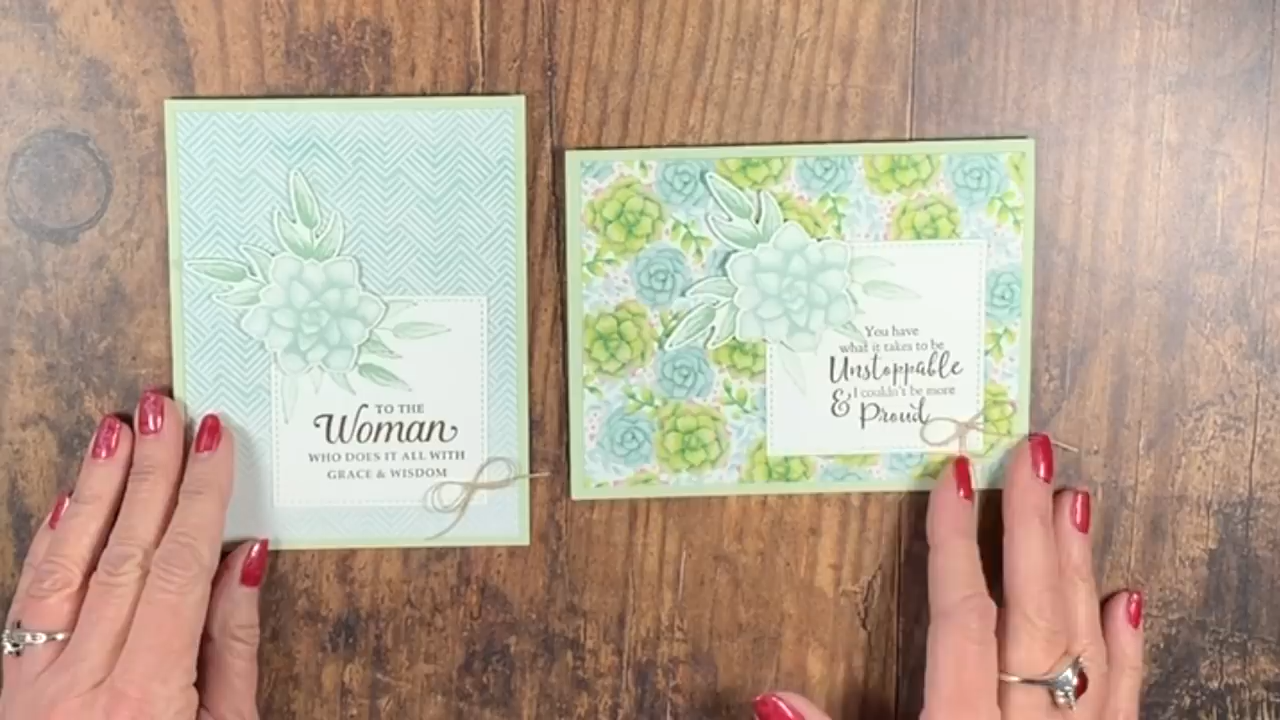 TO THE
Woman
WHO DOES IT ALL WITH
GRACE & WISDOM
You have
what it takes to be
Unstoppable
& I couldn't be more
Proud